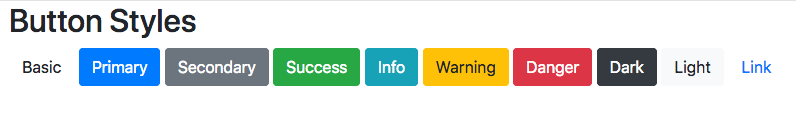 Button Styles
Basic Primary Secondary Success Info Warning Danger Dark Light Link